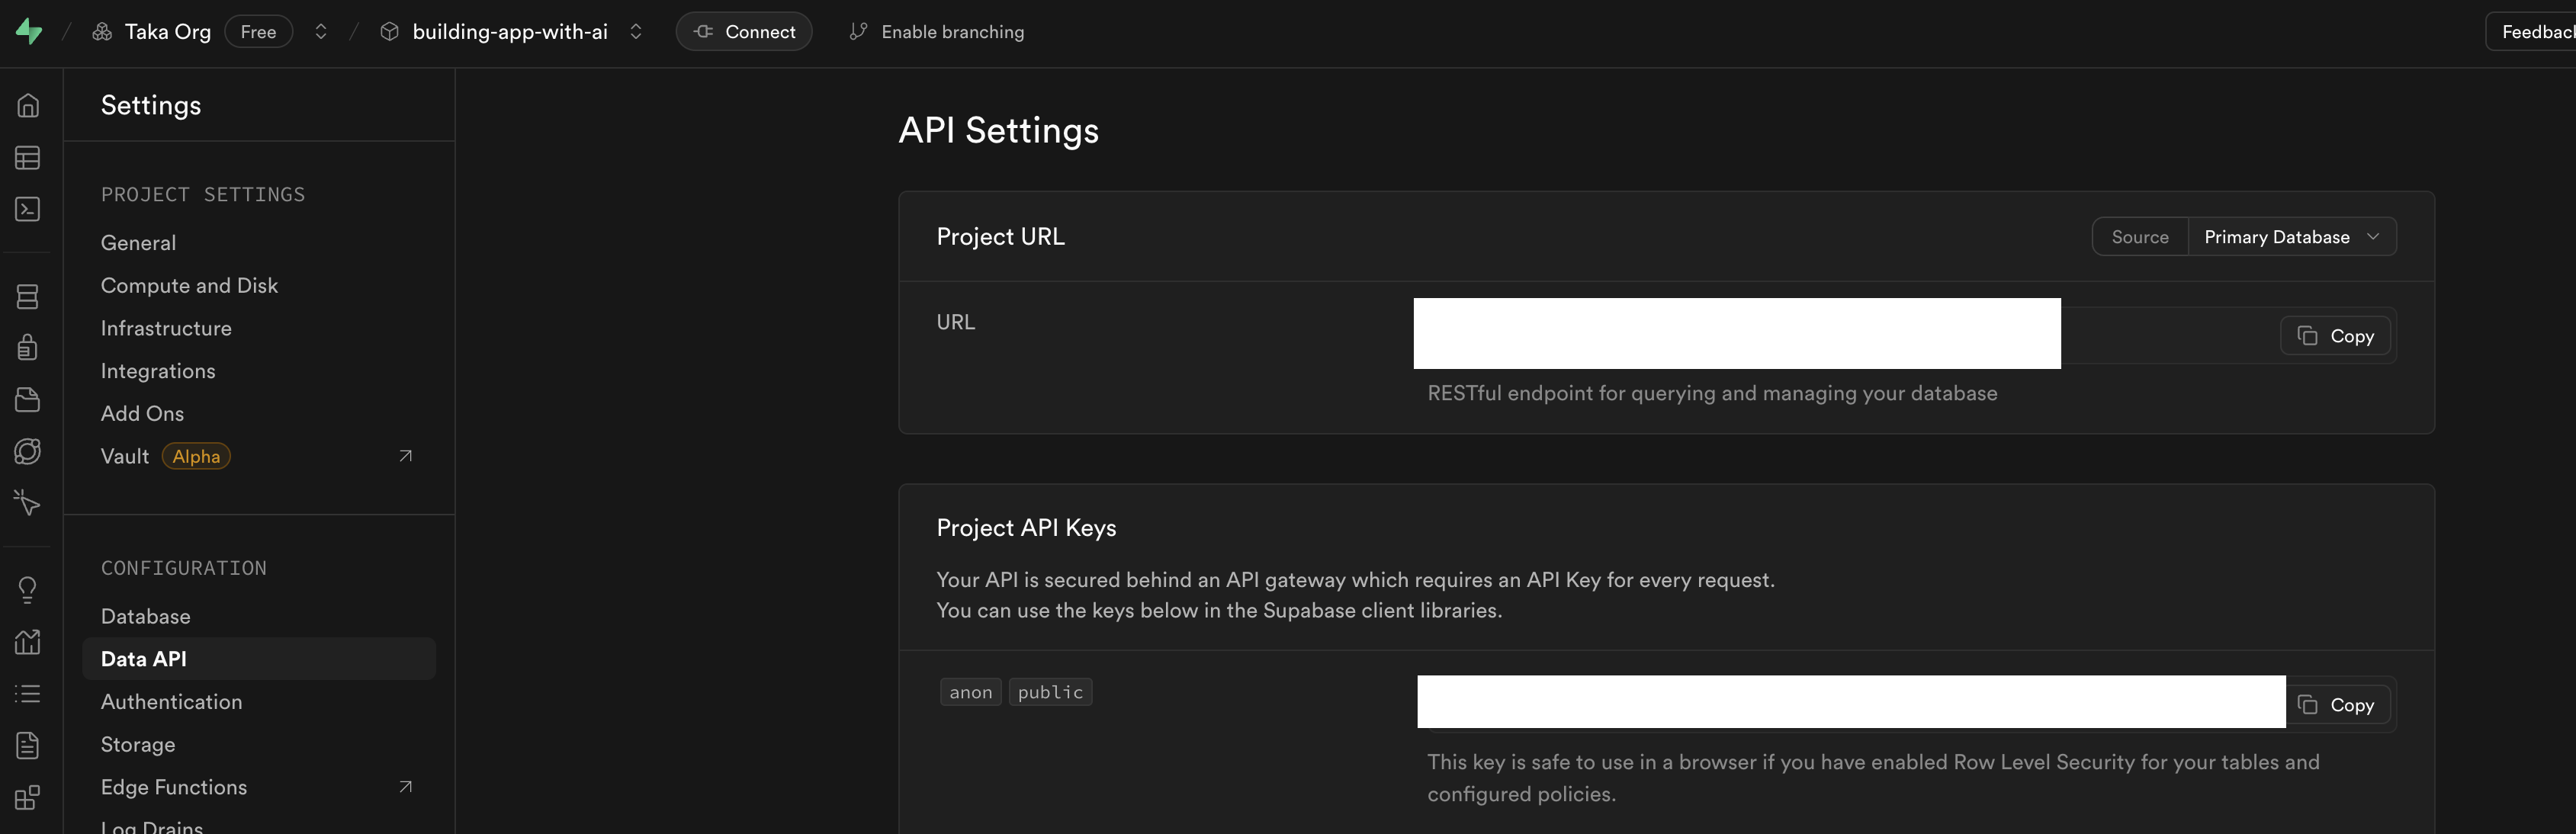 Taka Org Free building-app-with-ai Connect Enable branching
Settings
PROJECT SETTINGS
General
Compute and Disk
Infrastructure
Integrations
Add Ons
Vault Alpha
CONFIGURATION
Database
Data API
Authentication
Storage
Edge Functions
Log Drains
API Settings
Project URL
Source Primary Database
URL
Copy
RESTful endpoint for querying and managing your database
Project API Keys
Your API is secured behind an API gateway which requires an API Key for every request.
You can use the keys below in the Supabase client libraries.
anon public
Copy
This key is safe to use in a browser if you have enabled Row Level Security for your tables and
configured policies.